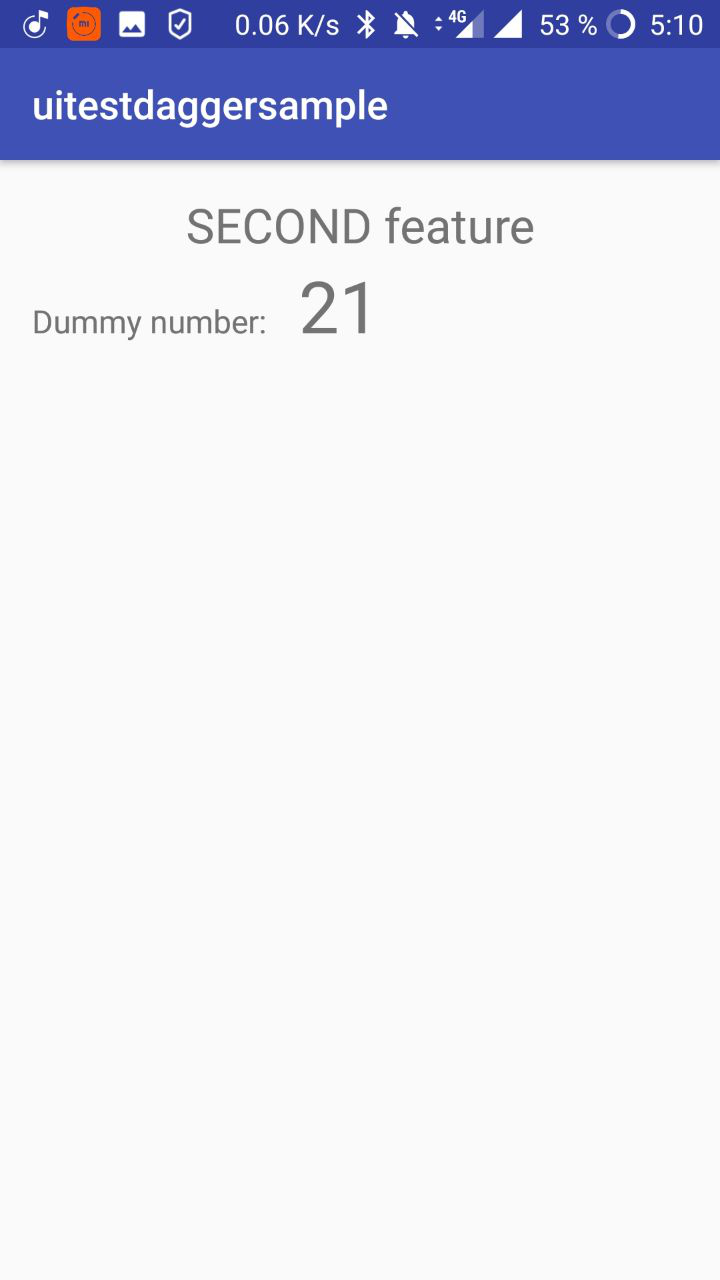 0.06 K/s 4G 53 % 5:10
uitestdaggersample
SECOND feature
Dummy number: 21